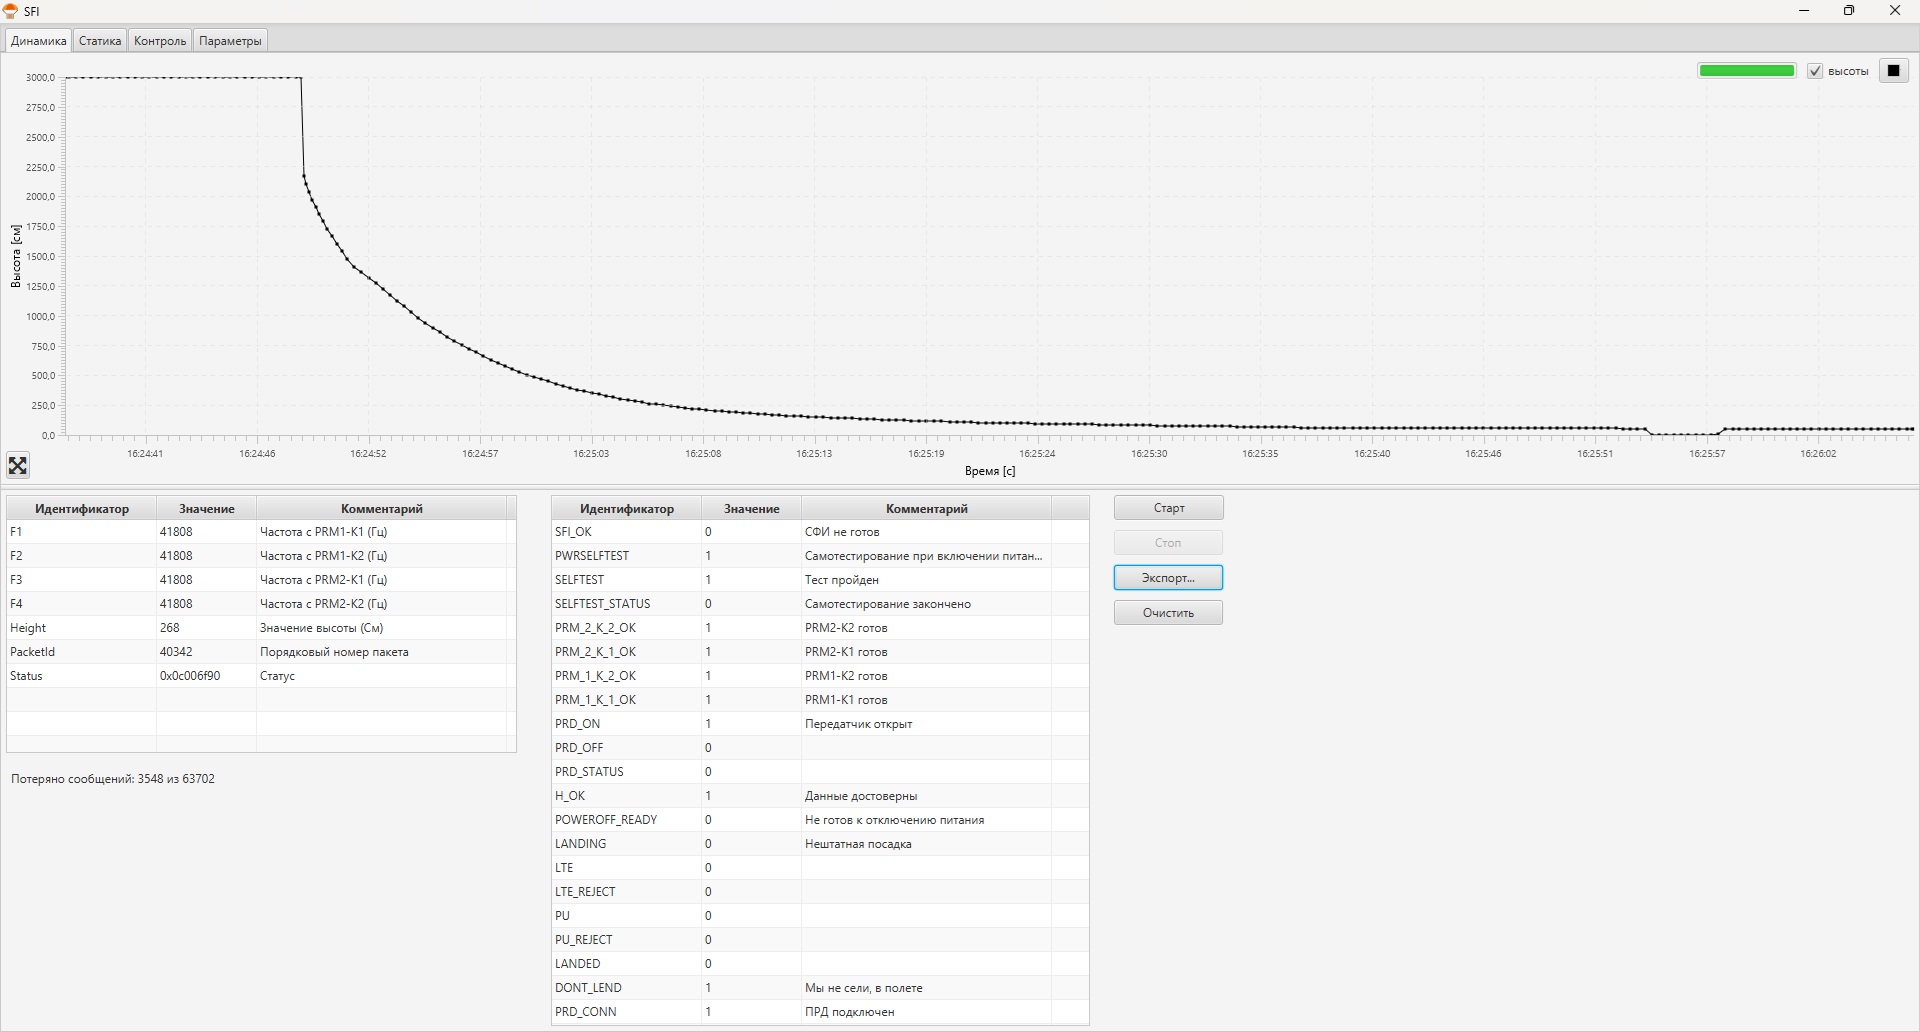 SFI
Динамика Статика Контроль Параметры
высоты
3000,0
2750,0
2500,0
2250,0
2000,0
1750,0
1500,0
1250,0
1000,0
750,0
500,0
250,0
0,0
Высота [см]
16:24:41 16:24:46 16:24:52 16:24:57 16:25:03 16:25:08 16:25:13 16:25:19 16:25:24 16:25:30 16:25:35 16:25:40 16:25:46 16:25:51 16:25:57 16:26:02
Время [с]
Идентификатор Значение Комментарий
F1 41808 Частота с PRM1-K1 (Гц)
F2 41808 Частота с PRM1-K2 (Гц)
F3 41808 Частота с PRM2-K1 (Гц)
F4 41808 Частота с PRM2-K2 (Гц)
Height 268 Значение высоты (См)
PacketId 40342 Порядковый номер пакета
Status 0x0c006f90 Статус
Потеряно сообщений: 3548 из 63702
Идентификатор Значение Комментарий
SFI_OK 0 СФИ не готов
PWRSELFTEST 1 Самотестирование при включении питан...
SELFTEST 1 Тест пройден
SELFTEST_STATUS 0 Самотестирование закончено
PRM_2_K_2_OK 1 PRM2-K2 готов
PRM_2_K_1_OK 1 PRM2-K1 готов
PRM_1_K_2_OK 1 PRM1-K2 готов
PRM_1_K_1_OK 1 PRM1-K1 готов
PRD_ON 1 Передатчик открыт
PRD_OFF 0
PRD_STATUS 0
H_OK 1 Данные достоверны
POWEROFF_READY 0 Не готов к отключению питания
LANDING 0 Нештатная посадка
LTE 0
LTE_REJECT 0
PU 0
PU_REJECT 0
LANDED 0
DONT_LEND 1 Мы не сели, в полете
PRD_CONN 1 ПРД подключен
Старт
Стоп
Экспорт...
Очистить